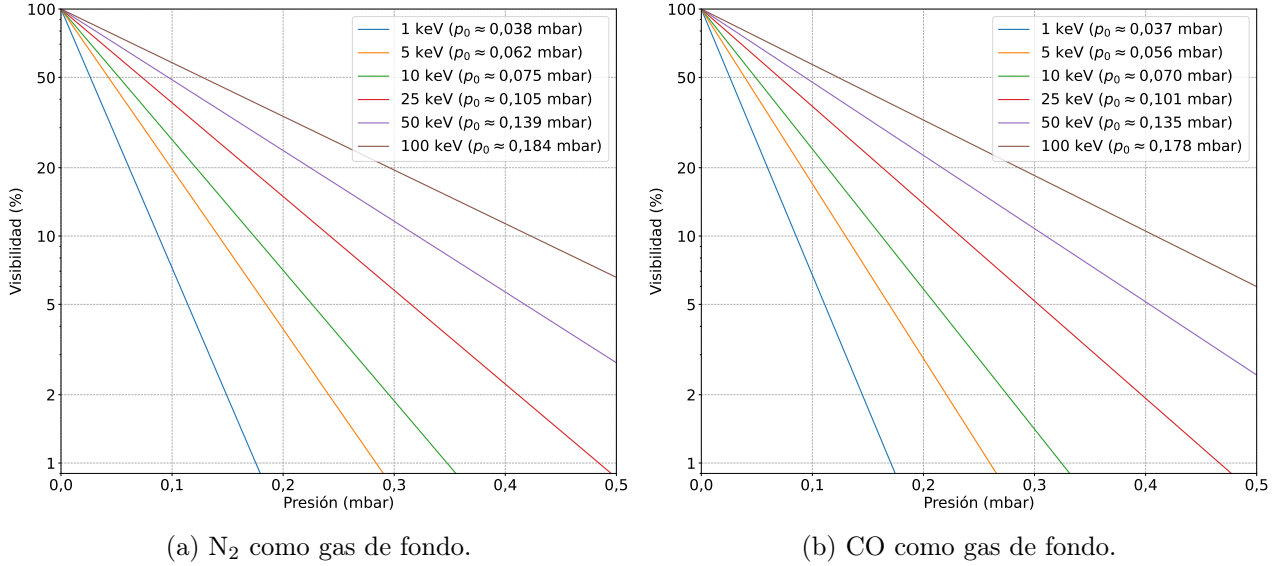 100
50
20
10
5
2
1
Visibilidad (%)
0,0 0,1 0,2 0,3 0,4 0,5
Presión (mbar)
1 keV (p₀ ≈ 0,038 mbar)
5 keV (p₀ ≈ 0,062 mbar)
10 keV (p₀ ≈ 0,075 mbar)
25 keV (p₀ ≈ 0,105 mbar)
50 keV (p₀ ≈ 0,139 mbar)
100 keV (p₀ ≈ 0,184 mbar)
(a) N₂ como gas de fondo.
100
50
20
10
5
2
1
Visibilidad (%)
0,0 0,1 0,2 0,3 0,4 0,5
Presión (mbar)
1 keV (p₀ ≈ 0,037 mbar)
5 keV (p₀ ≈ 0,056 mbar)
10 keV (p₀ ≈ 0,070 mbar)
25 keV (p₀ ≈ 0,101 mbar)
50 keV (p₀ ≈ 0,135 mbar)
100 keV (p₀ ≈ 0,178 mbar)
(b) CO como gas de fondo.